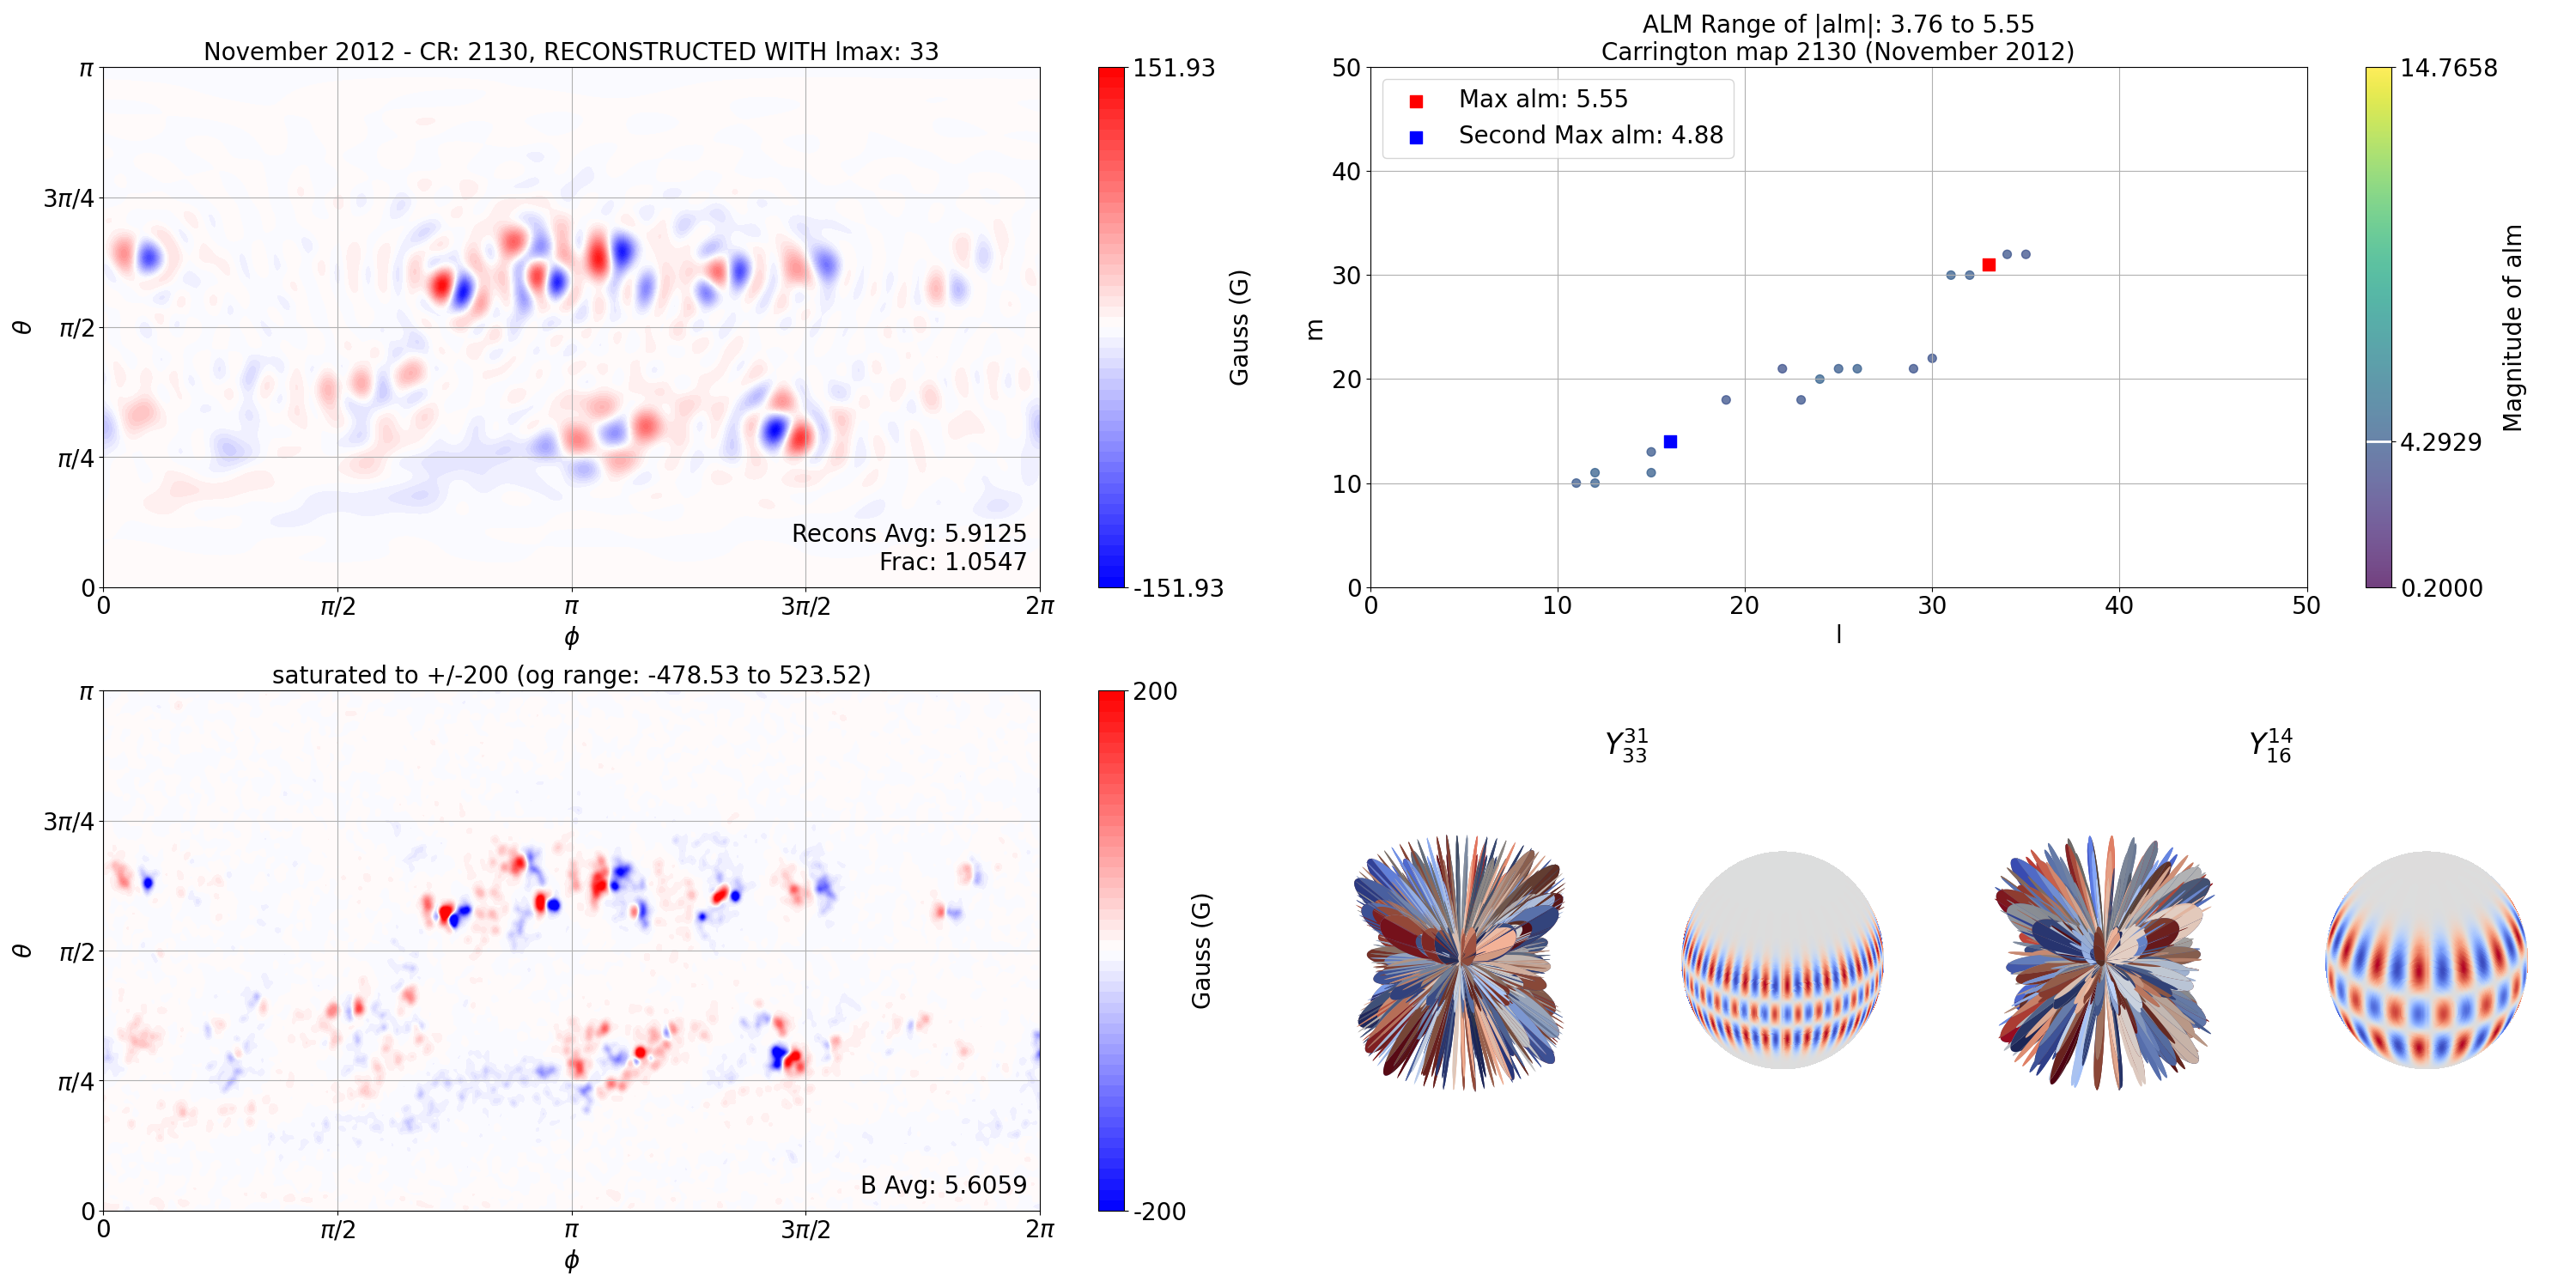 November 2012 - CR: 2130, RECONSTRUCTED WITH lmax: 33
π
3π/4
θ
π/2
π/4
0
0
π/2
π
3π/2
2π
ϕ
Recons Avg: 5.9125
Frac: 1.0547
151.93
Gauss (G)
-151.93
ALM Range of |alm|: 3.76 to 5.55
Carrington map 2130 (November 2012)
Max alm: 5.55
Second Max alm: 4.88
50
40
30
m
20
10
0
0
10
20
30
40
50
l
14.7658
Magnitude of alm
4.2929
0.2000
saturated to +/-200 (og range: -478.53 to 523.52)
π
3π/4
θ
π/2
π/4
0
0
π/2
π
3π/2
2π
ϕ
B Avg: 5.6059
200
Gauss (G)
-200
Y₃₃³¹
Y₁₆¹⁴